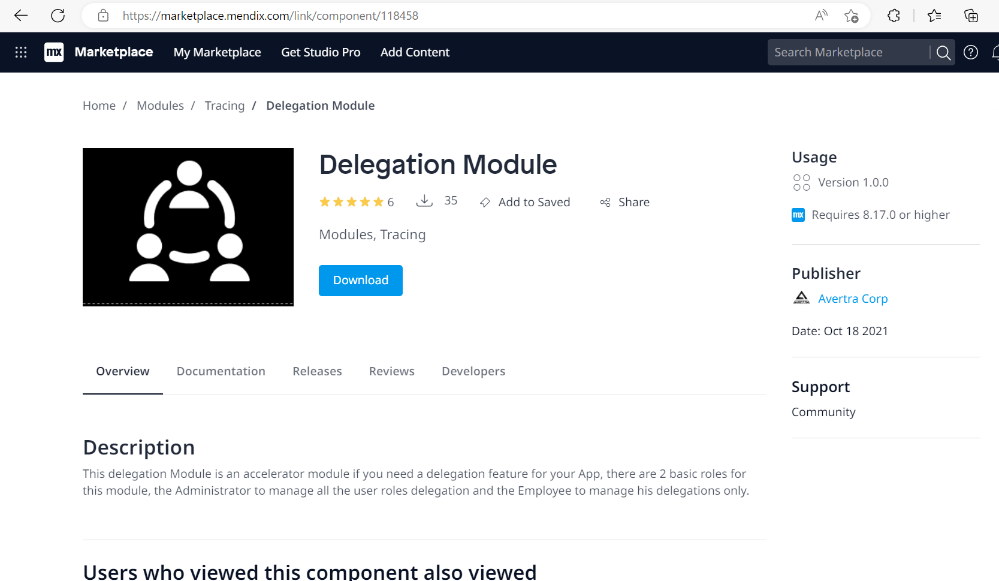 https://marketplace.mendix.com/link/component/118458
mx Marketplace My Marketplace Get Studio Pro Add Content Search Marketplace
Home / Modules / Tracing / Delegation Module
Delegation Module
6 35 Add to Saved Share
Modules, Tracing
Download
Usage
Version 1.0.0
mx Requires 8.17.0 or higher
Publisher
AVERTRA Avertra Corp
Date: Oct 18 2021
Support
Community
Overview Documentation Releases Reviews Developers
Description
This delegation Module is an accelerator module if you need a delegation feature for your App, there are 2 basic roles for
this module, the Administrator to manage all the user roles delegation and the Employee to manage his delegations only.
Users who viewed this component also viewed